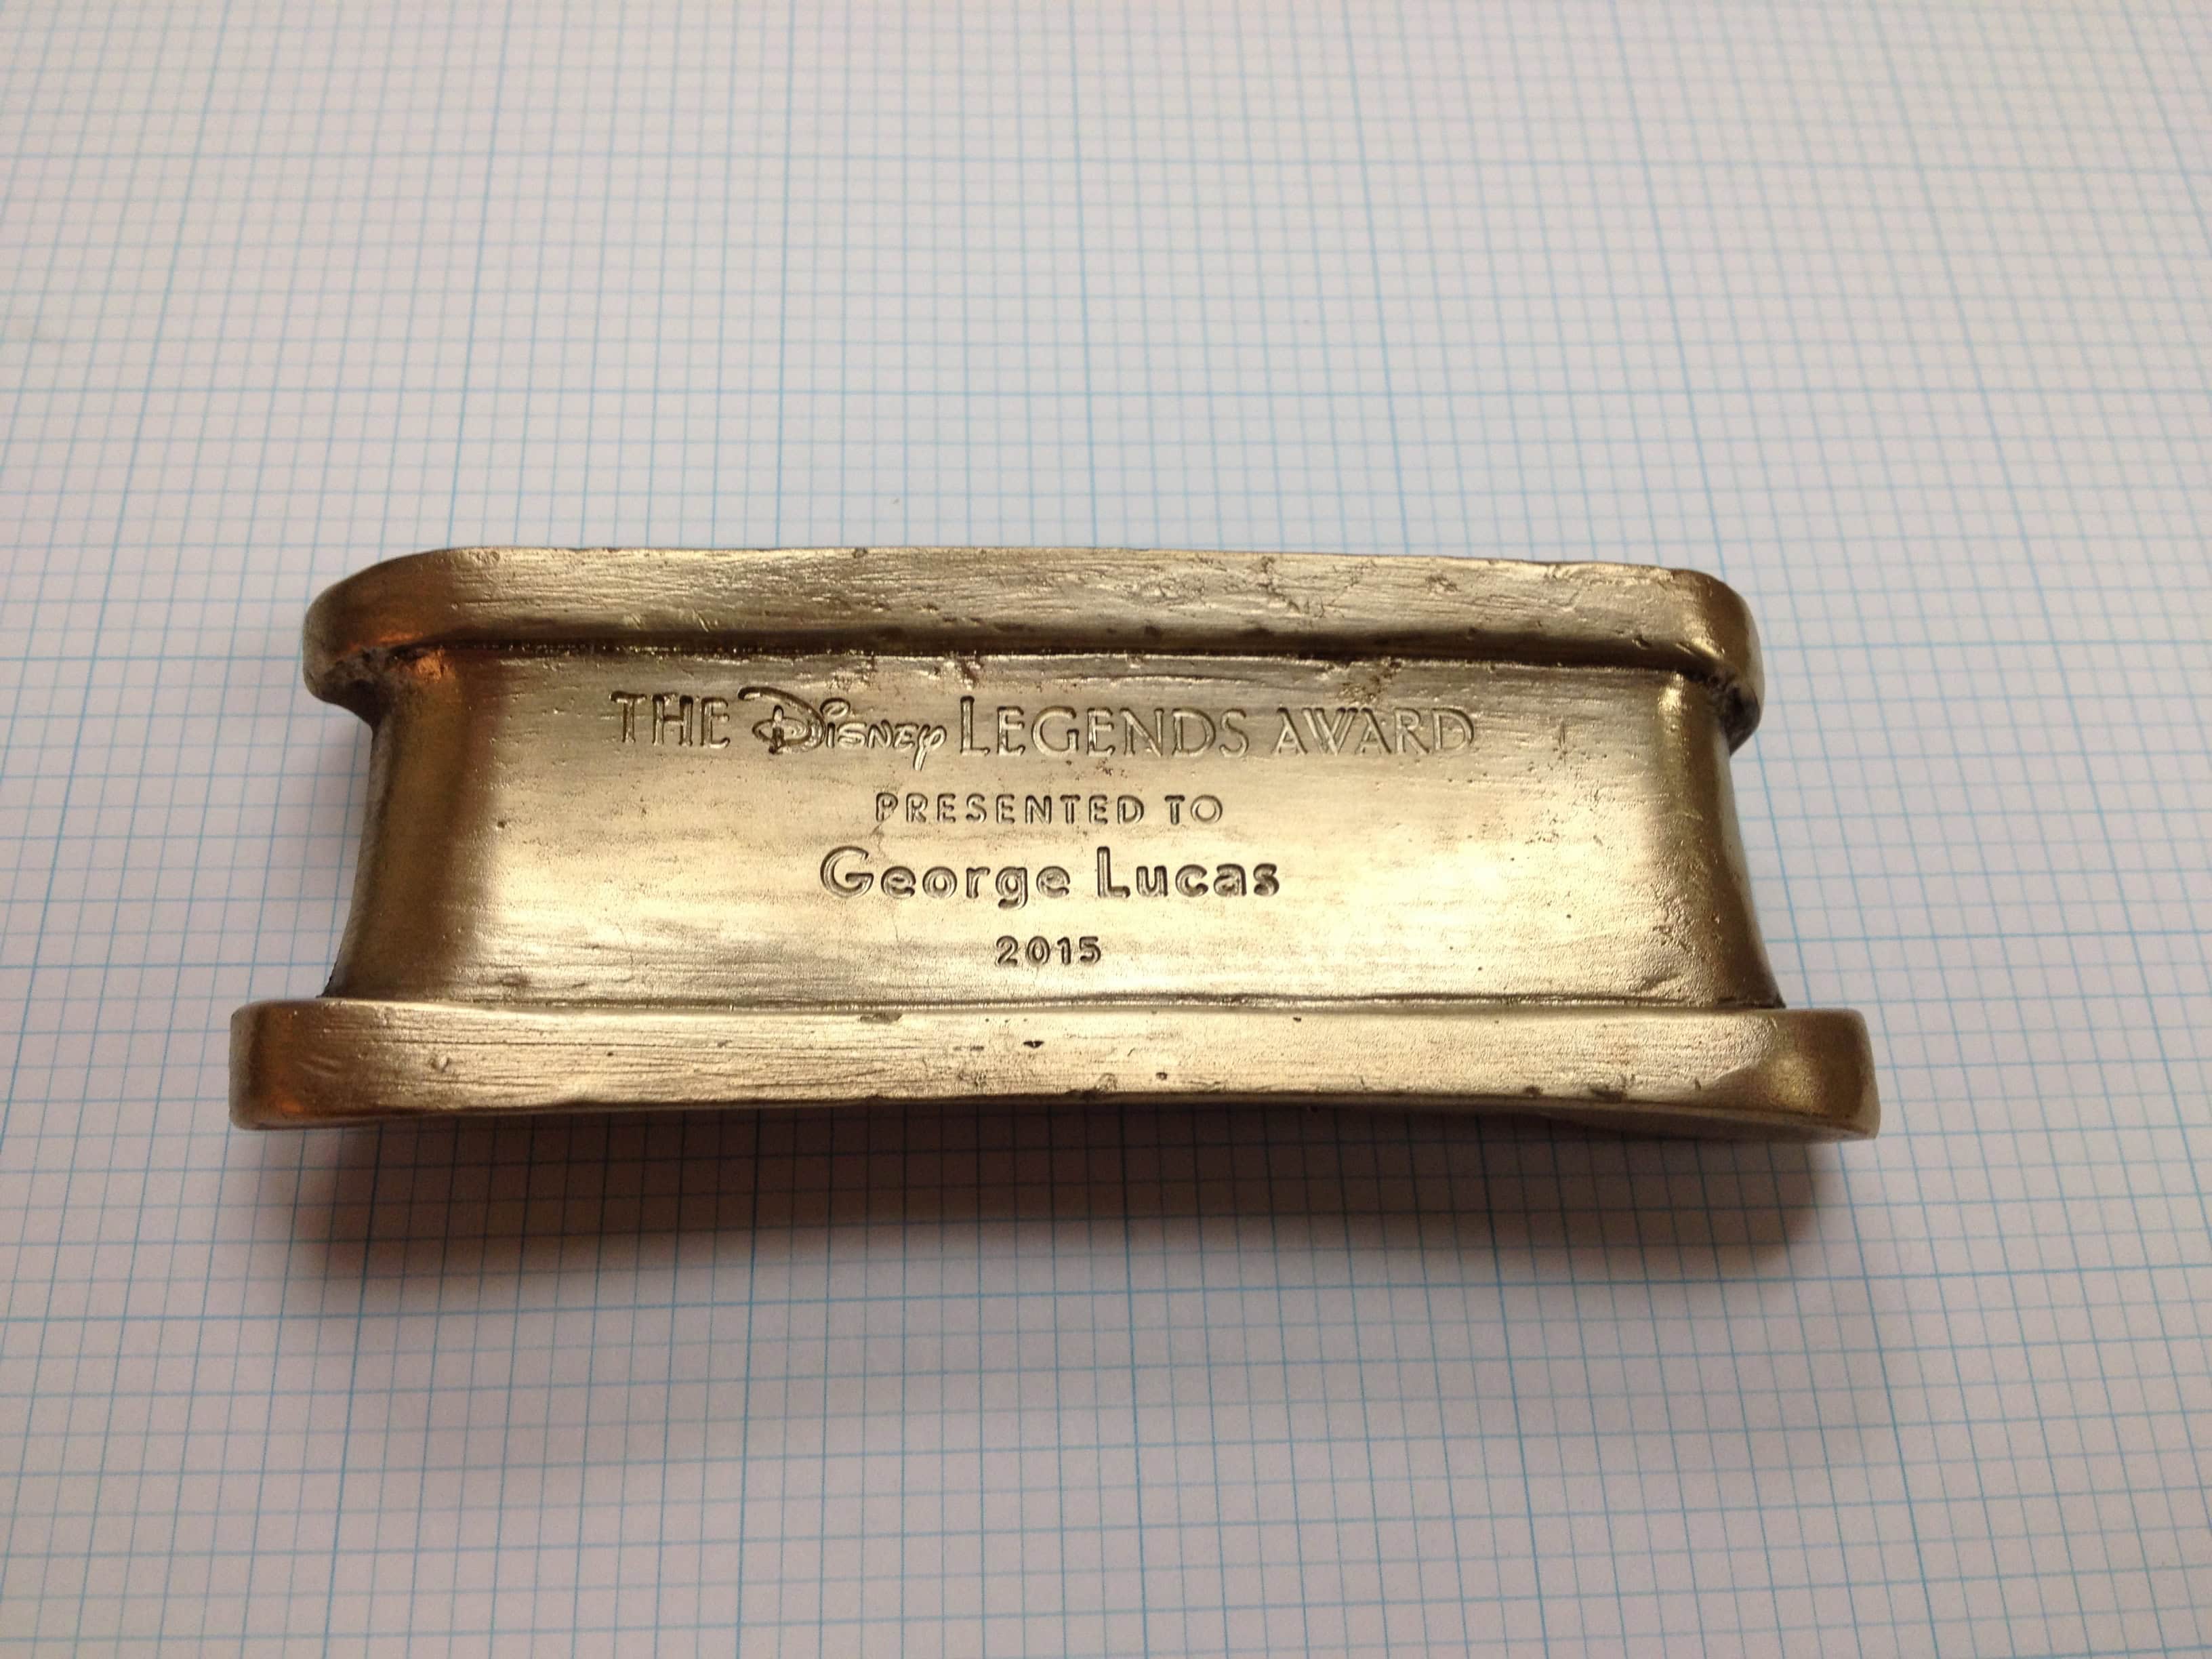 THE Disney LEGENDS AWARD
PRESENTED TO
George Lucas
2015